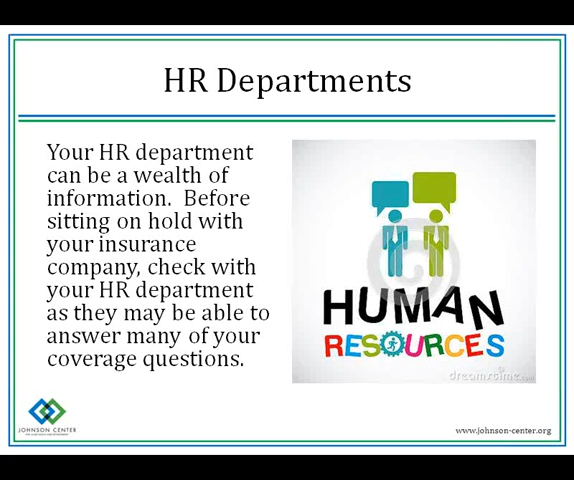 HR Departments
Your HR department
can be a wealth of
information.  Before
sitting on hold with
your insurance
company, check with
your HR department
as they may be able to
answer many of your
coverage questions.
HUMAN
RESOURCES
dreamstime.com
JOHNSON CENTER
www.johnson-center.org